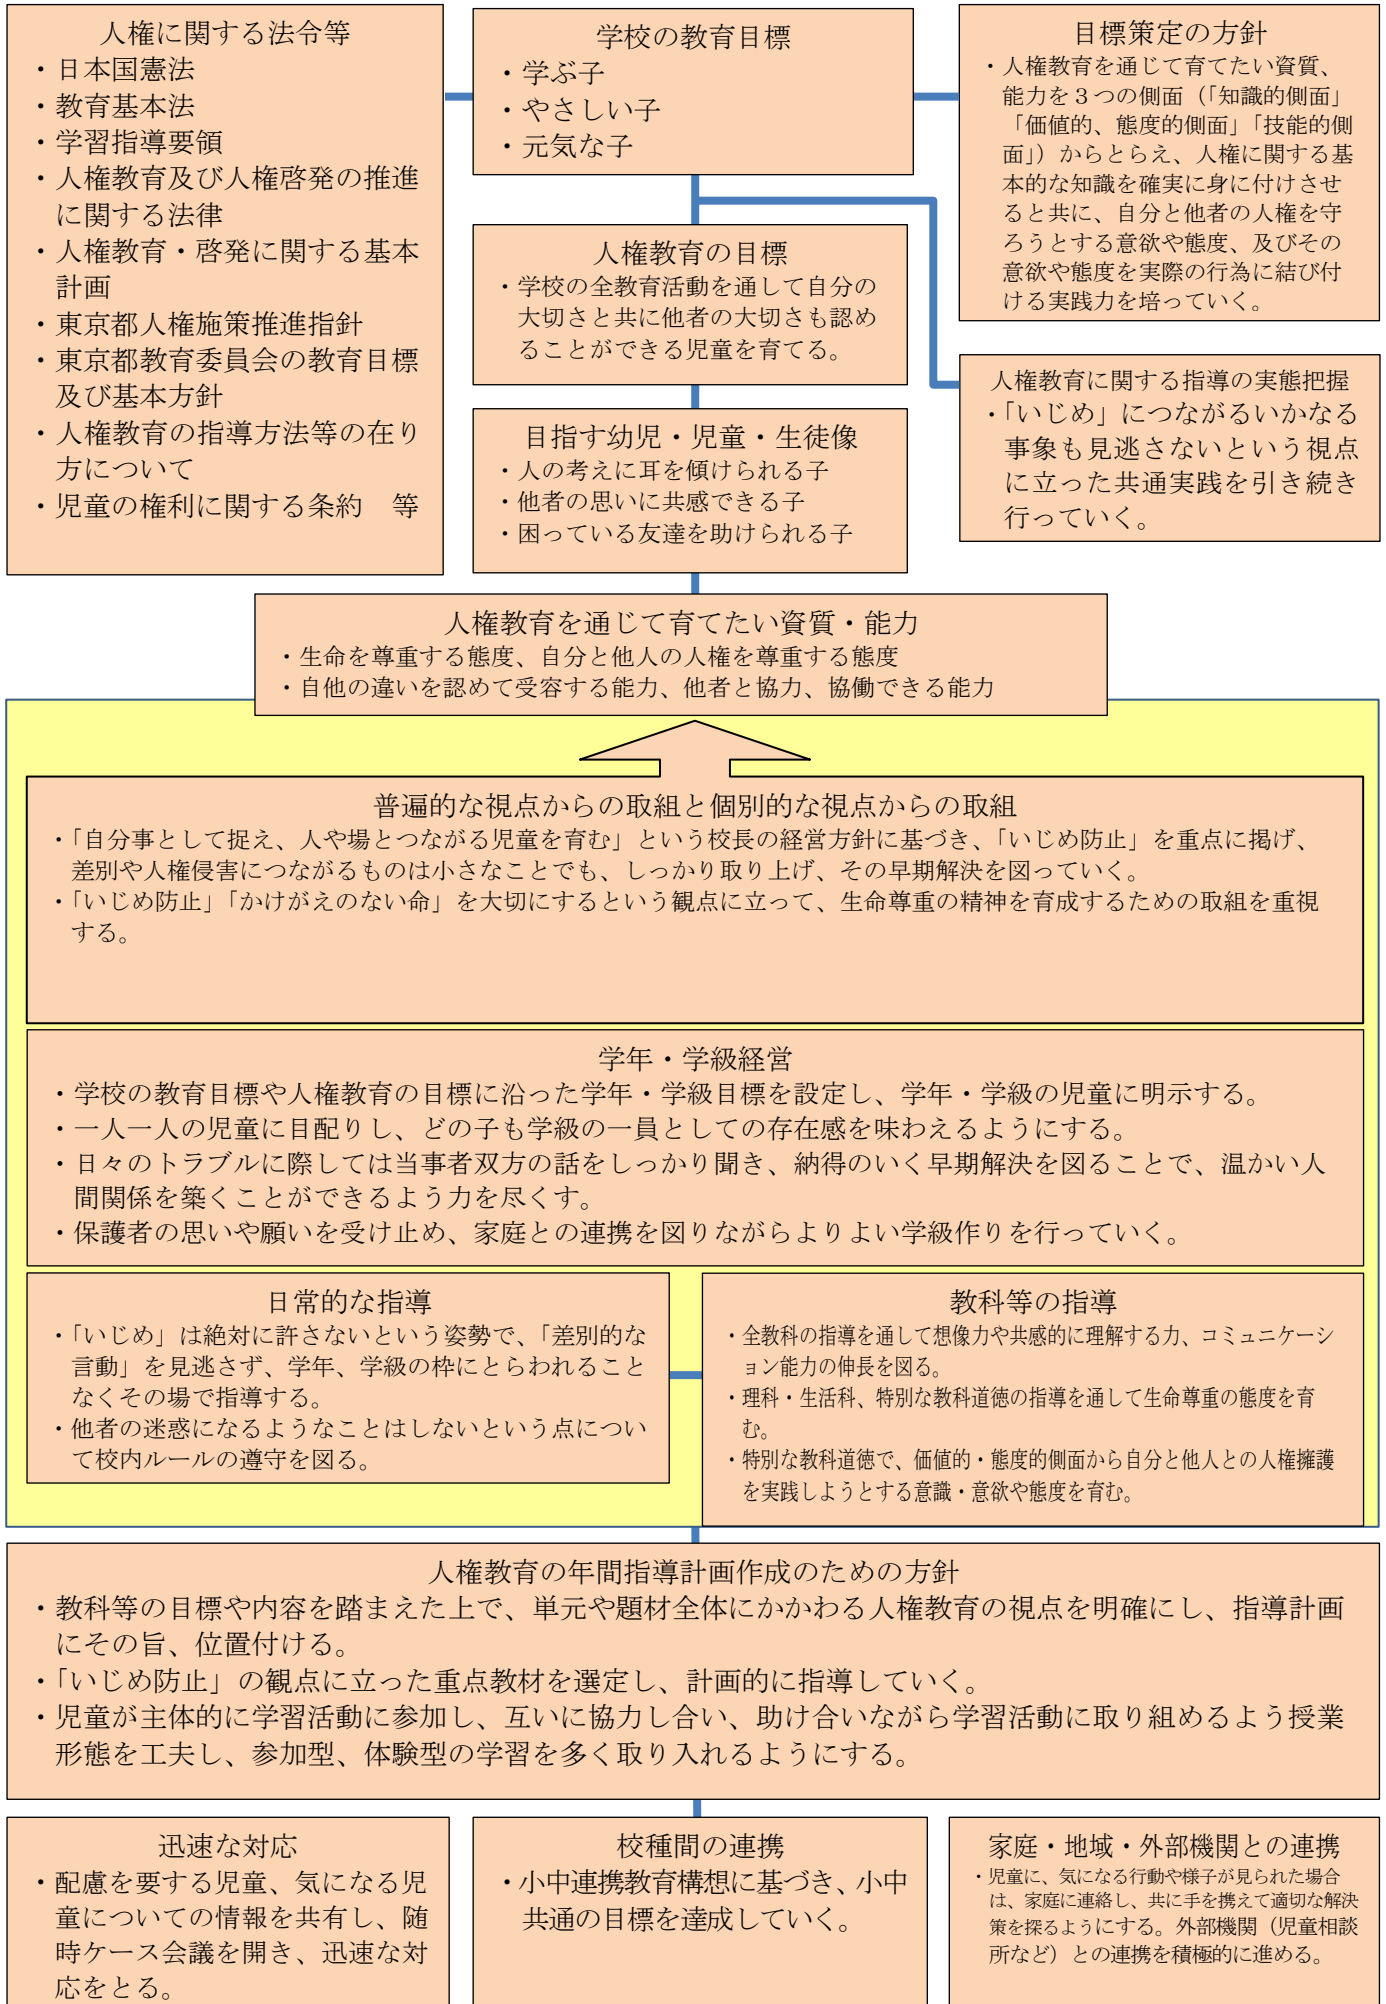 人権に関する法令等
・日本国憲法
・教育基本法
・学習指導要領
・人権教育及び人権啓発の推進
に関する法律
・人権教育・啓発に関する基本
計画
・東京都人権施策推進指針
・東京都教育委員会の教育目標
及び基本方針
・人権教育の指導方法等の在り
方について
・児童の権利に関する条約　等
学校の教育目標
・学ぶ子
・やさしい子
・元気な子
目標策定の方針
・人権教育を通じて育てたい資質、
能力を３つの側面（「知識的側面」
「価値的、態度的側面」「技能的側
面」）からとらえ、人権に関する基
本的な知識を確実に身に付けさせ
ると共に、自分と他者の人権を守
ろうとする意欲や態度、及びその
意欲や態度を実際の行為に結び付
ける実践力を培っていく。
人権教育の目標
・学校の全教育活動を通して自分の
大切さと共に他者の大切さも認め
ることができる児童を育てる。
人権教育に関する指導の実態把握
・「いじめ」につながるいかなる
事象も見逃さないという視点
に立った共通実践を引き続き
行っていく。
目指す幼児・児童・生徒像
・人の考えに耳を傾けられる子
・他者の思いに共感できる子
・困っている友達を助けられる子
人権教育を通じて育てたい資質・能力
・生命を尊重する態度、自分と他人の人権を尊重する態度
・自他の違いを認めて受容する能力、他者と協力、協働できる能力
普遍的な視点からの取組と個別的な視点からの取組
・「自分事として捉え、人や場とつながる児童を育む」という校長の経営方針に基づき、「いじめ防止」を重点に掲げ、
差別や人権侵害につながるものは小さなことでも、しっかり取り上げ、その早期解決を図っていく。
・「いじめ防止」「かけがえのない命」を大切にするという観点に立って、生命尊重の精神を育成するための取組を重視
する。
学年・学級経営
・学校の教育目標や人権教育の目標に沿った学年・学級目標を設定し、学年・学級の児童に明示する。
・一人一人の児童に目配りし、どの子も学級の一員としての存在感を味わえるようにする。
・日々のトラブルに際しては当事者双方の話をしっかり聞き、納得のいく早期解決を図ることで、温かい人
間関係を築くことができるよう力を尽くす。
・保護者の思いや願いを受け止め、家庭との連携を図りながらよりよい学級作りを行っていく。
日常的な指導
・「いじめ」は絶対に許さないという姿勢で、「差別的な
言動」を見逃さず、学年、学級の枠にとらわれること
なくその場で指導する。
・他者の迷惑になるようなことはしないという点につい
て校内ルールの遵守を図る。
教科等の指導
・全教科の指導を通して想像力や共感的に理解する力、コミュニケーシ
ョン能力の伸長を図る。
・理科・生活科、特別な教科道徳の指導を通して生命尊重の態度を育
む。
・特別な教科道徳で、価値的・態度的側面から自分と他人との人権擁護
を実践しようとする意識・意欲や態度を育む。
人権教育の年間指導計画作成のための方針
・教科等の目標や内容を踏まえた上で、単元や題材全体にかかわる人権教育の視点を明確にし、指導計画
にその旨、位置付ける。
・「いじめ防止」の観点に立った重点教材を選定し、計画的に指導していく。
・児童が主体的に学習活動に参加し、互いに協力し合い、助け合いながら学習活動に取り組めるよう授業
形態を工夫し、参加型、体験型の学習を多く取り入れるようにする。
迅速な対応
・配慮を要する児童、気になる児
童についての情報を共有し、随
時ケース会議を開き、迅速な対
応をとる。
校種間の連携
・小中連携教育構想に基づき、小中
共通の目標を達成していく。
家庭・地域・外部機関との連携
・児童に、気になる行動や様子が見られた場合
は、家庭に連絡し、共に手を携えて適切な解決
策を探るようにする。外部機関（児童相談
所など）との連携を積極的に進める。